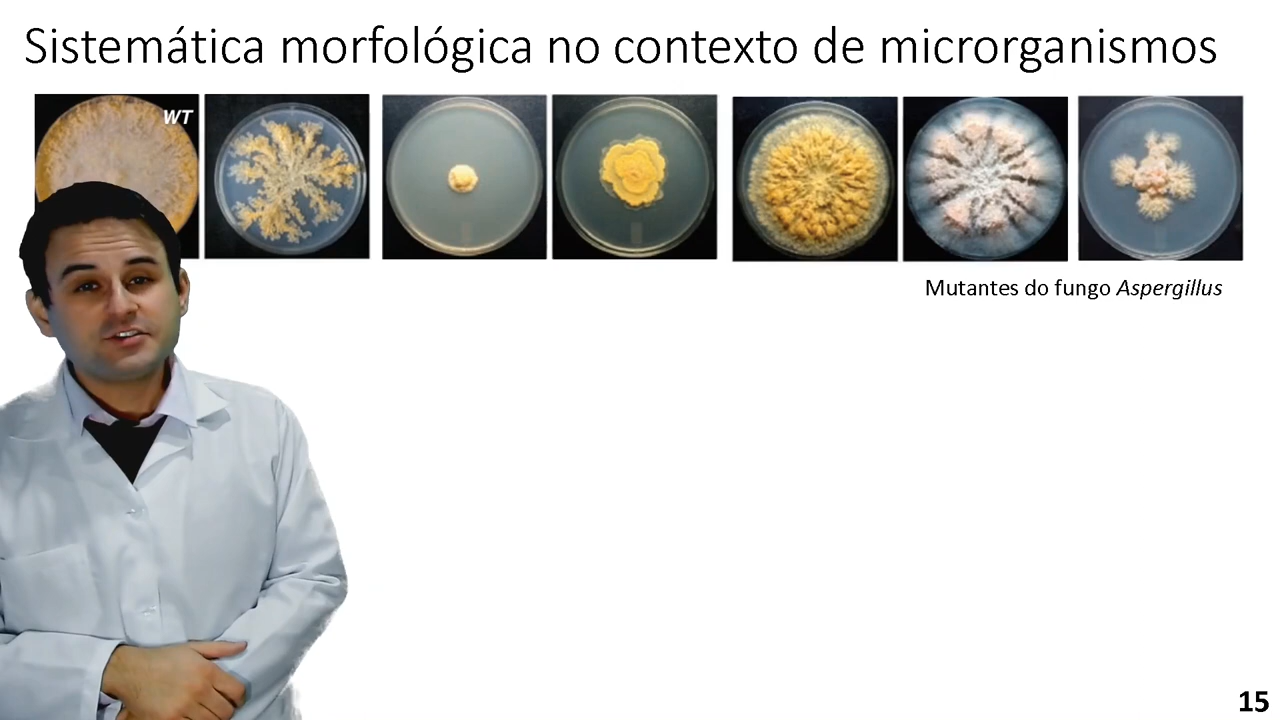 Sistemática morfológica no contexto de microrganismos
WT
Mutantes do fungo Aspergillus
15